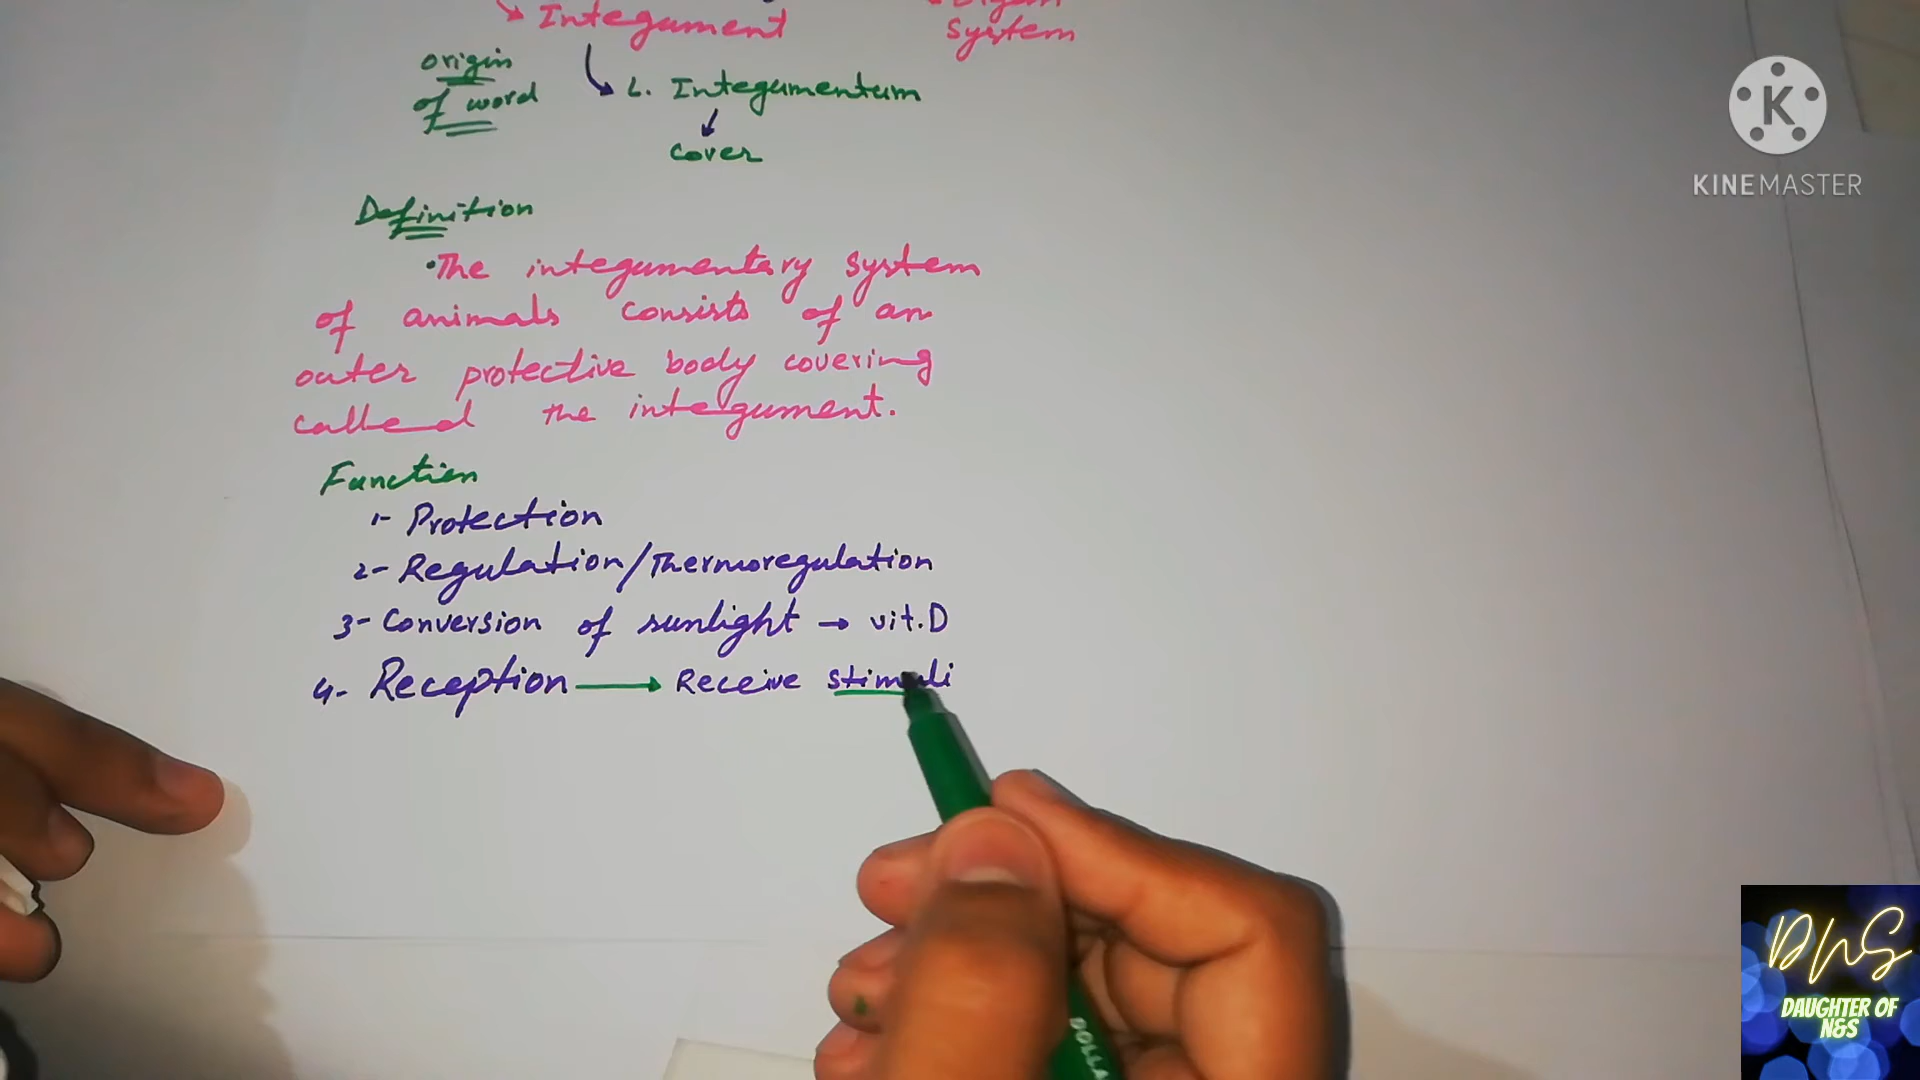 Integument
System
origin
of word
L. Integumentum
cover
Definition
•The integumentary system
of animals consists of an
outer protective body covering
called the integument.
Function
1- Protection
2- Regulation/Thermoregulation
3- Conversion of sunlight → vit.D
4- Reception → Receive stimuli
K
KINEMASTER
DNS
DAUGHTER OF
N&S
DOLLA